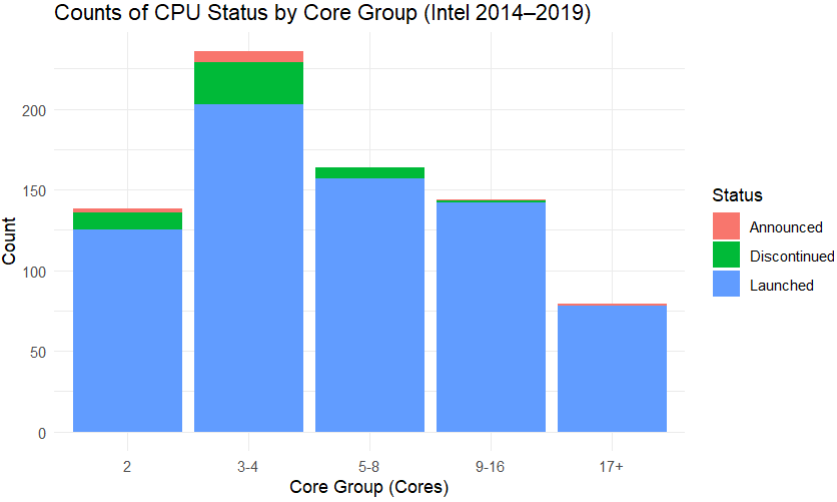 Counts of CPU Status by Core Group (Intel 2014–2019)
Count
200
150
100
50
0
2
3-4
5-8
9-16
17+
Core Group (Cores)
Status
Announced
Discontinued
Launched